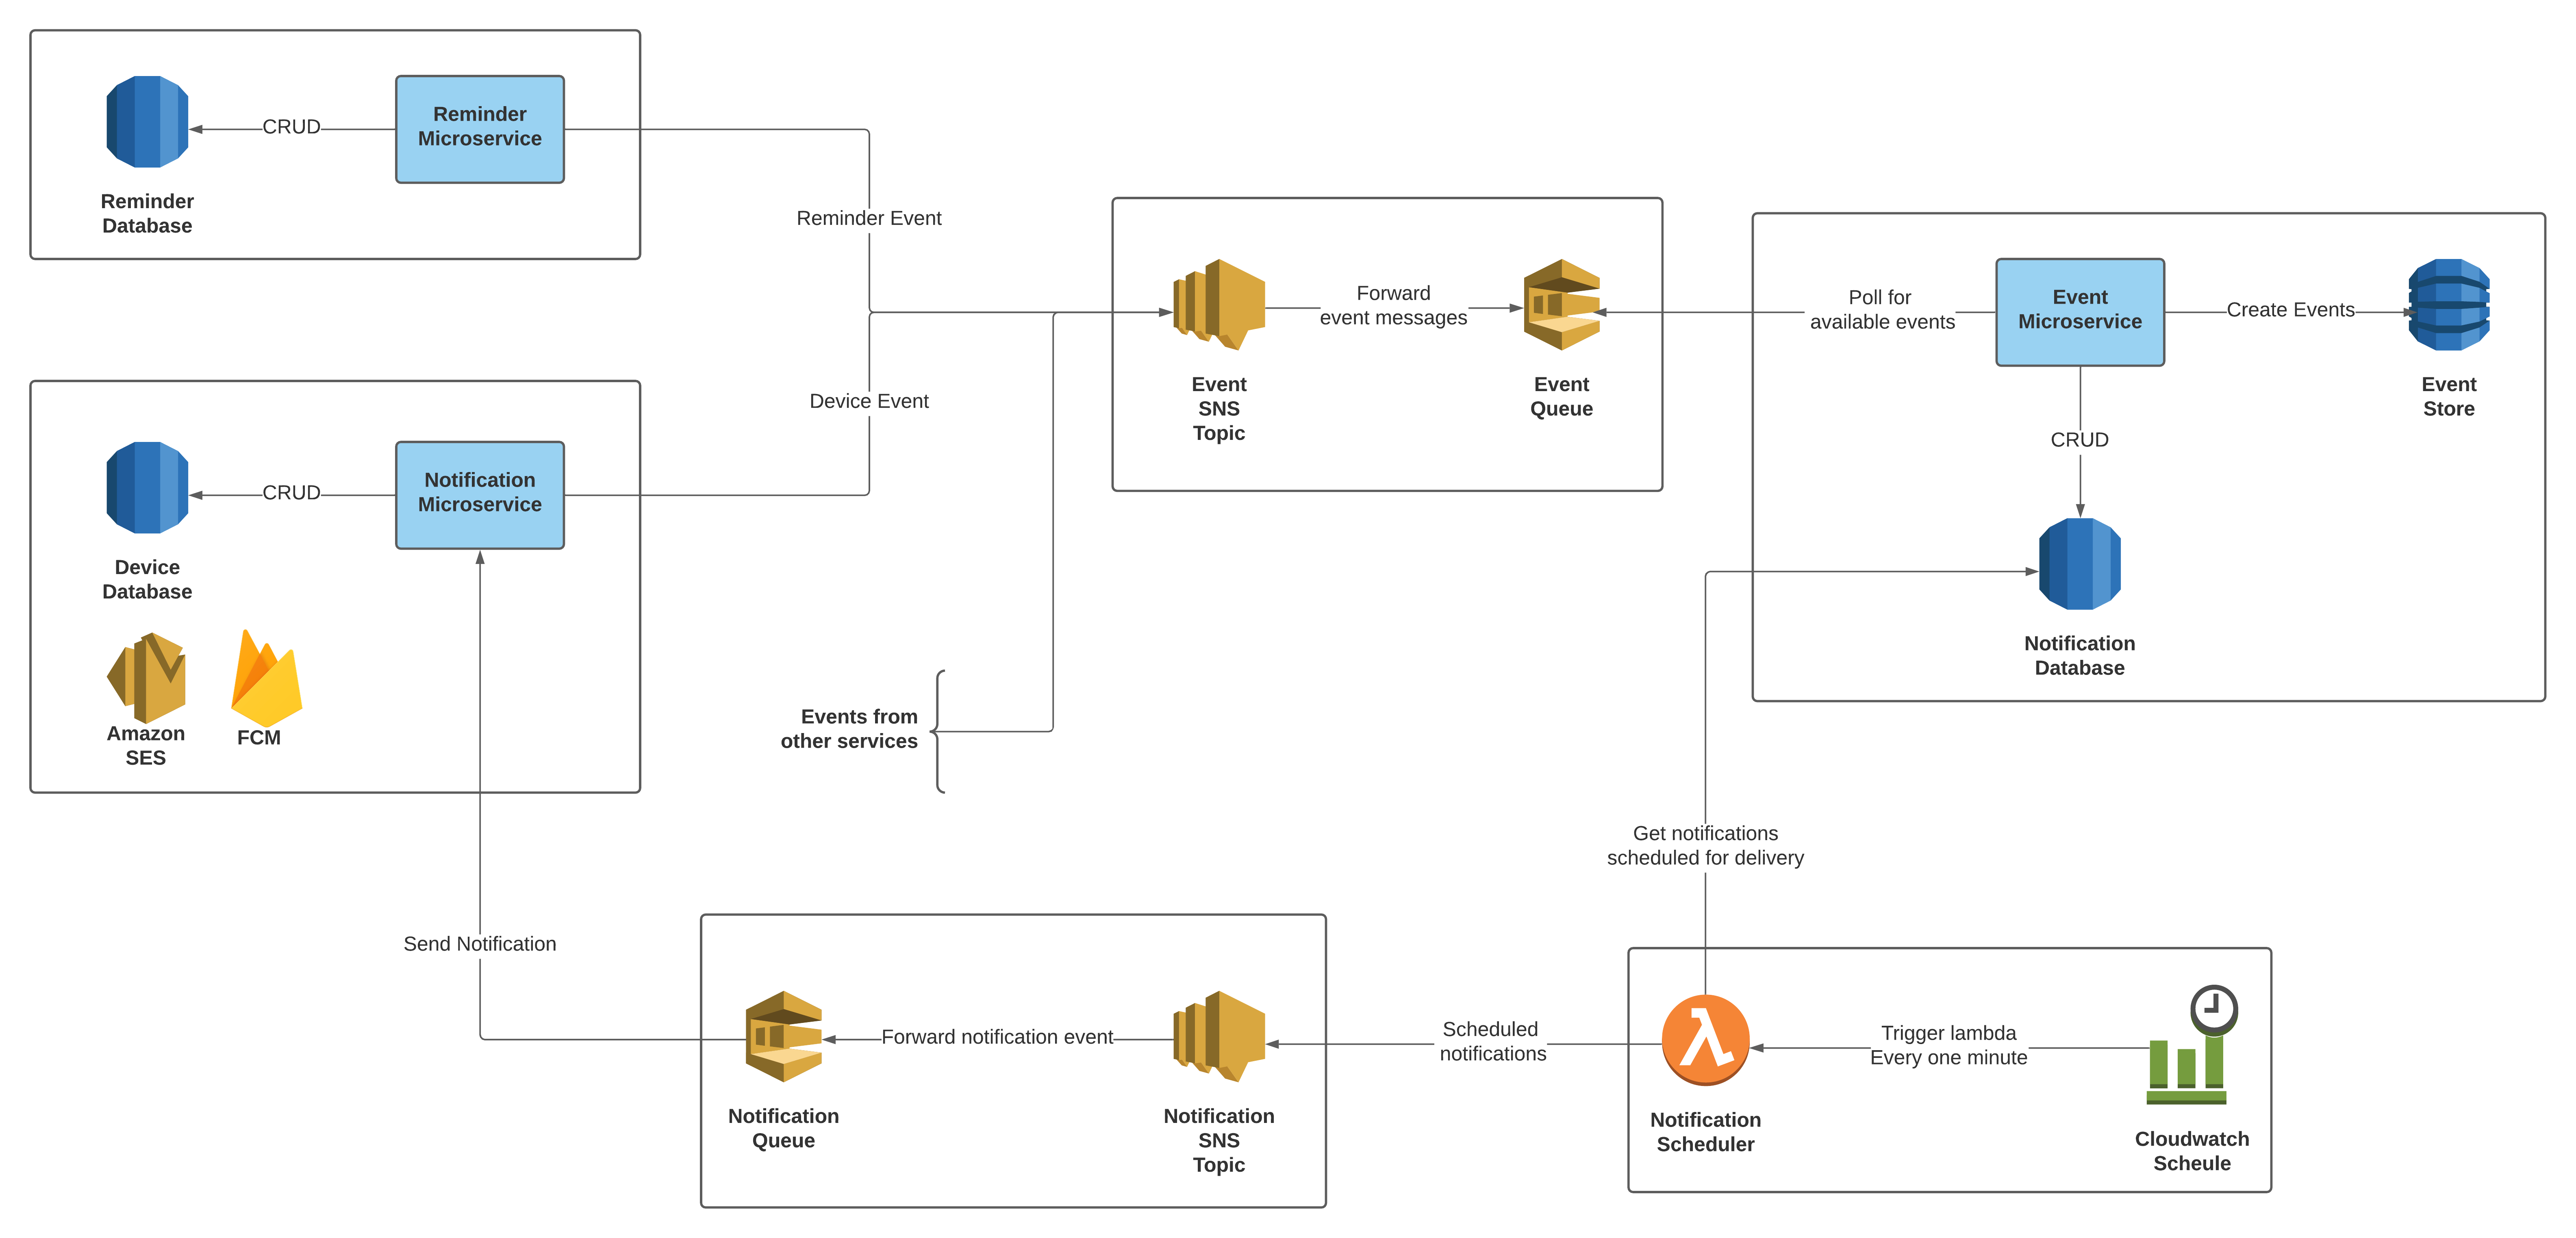 CRUD
Reminder
Microservice
Reminder
Database
Reminder Event
Device Event
CRUD
Notification
Microservice
Device
Database
Amazon
SES
FCM
Events from
other services
Forward
event messages
Event
SNS
Topic
Event
Queue
Poll for
available events
Event
Microservice
Create Events
Event
Store
CRUD
Notification
Database
Get notifications
scheduled for delivery
Send Notification
Forward notification event
Notification
Queue
Notification
SNS
Topic
Scheduled
notifications
Trigger lambda
Every one minute
Notification
Scheduler
Cloudwatch
Scheule